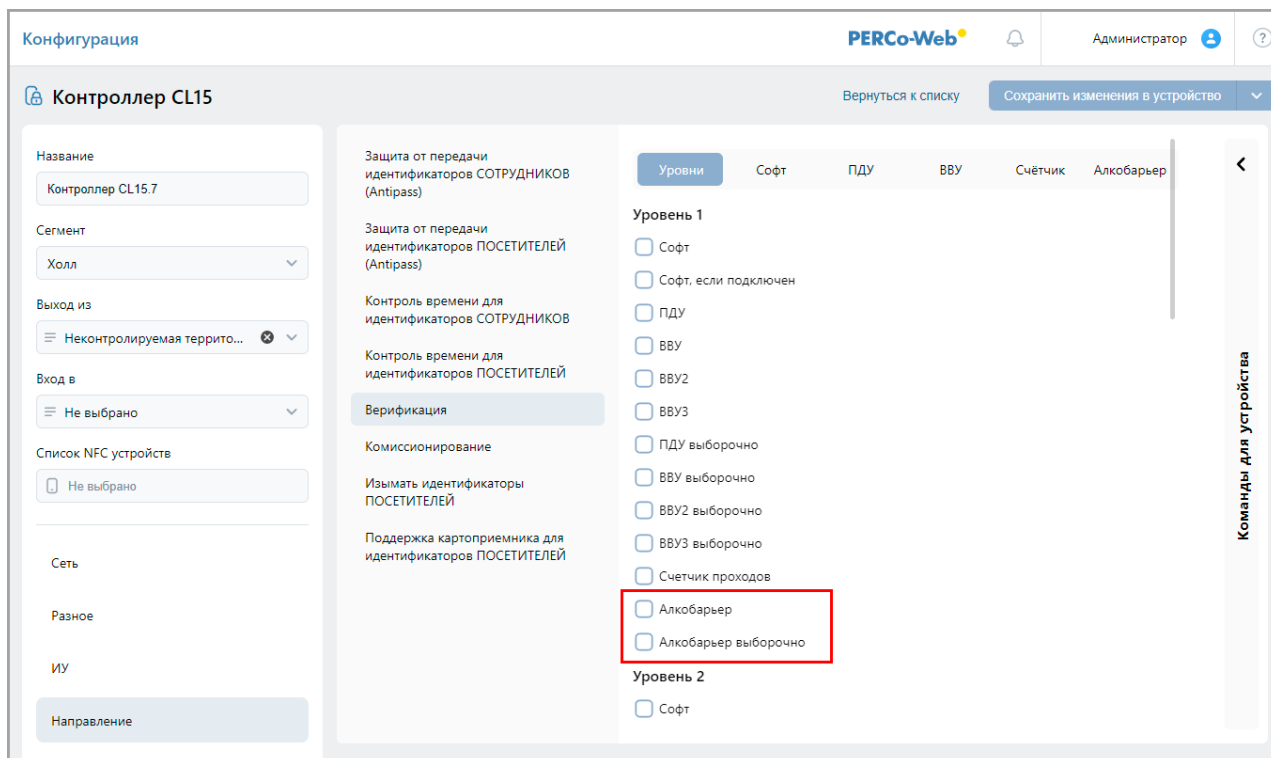 Конфигурация
PERCo-Web
Администратор
?
Контроллер CL15
Вернуться к списку
Сохранить изменения в устройство
Название
Контроллер CL15.7
Сегмент
Холл
Выход из
Неконтролируемая террито...
Вход в
Не выбрано
Список NFC устройств
Не выбрано
Сеть
Разное
ИУ
Направление
Защита от передачи
идентификаторов СОТРУДНИКОВ
(Antipass)
Защита от передачи
идентификаторов ПОСЕТИТЕЛЕЙ
(Antipass)
Контроль времени для
идентификаторов СОТРУДНИКОВ
Контроль времени для
идентификаторов ПОСЕТИТЕЛЕЙ
Верификация
Комиссионирование
Изымать идентификаторы
ПОСЕТИТЕЛЕЙ
Поддержка картоприемника для
идентификаторов ПОСЕТИТЕЛЕЙ
Уровни Софт ПДУ ВВУ Счётчик Алкобарьер
Уровень 1
Софт
Софт, если подключен
ПДУ
ВВУ
ВВУ2
ВВУ3
ПДУ выборочно
ВВУ выборочно
ВВУ2 выборочно
ВВУ3 выборочно
Счетчик проходов
Алкобарьер
Алкобарьер выборочно
Уровень 2
Софт
Команды для устройства